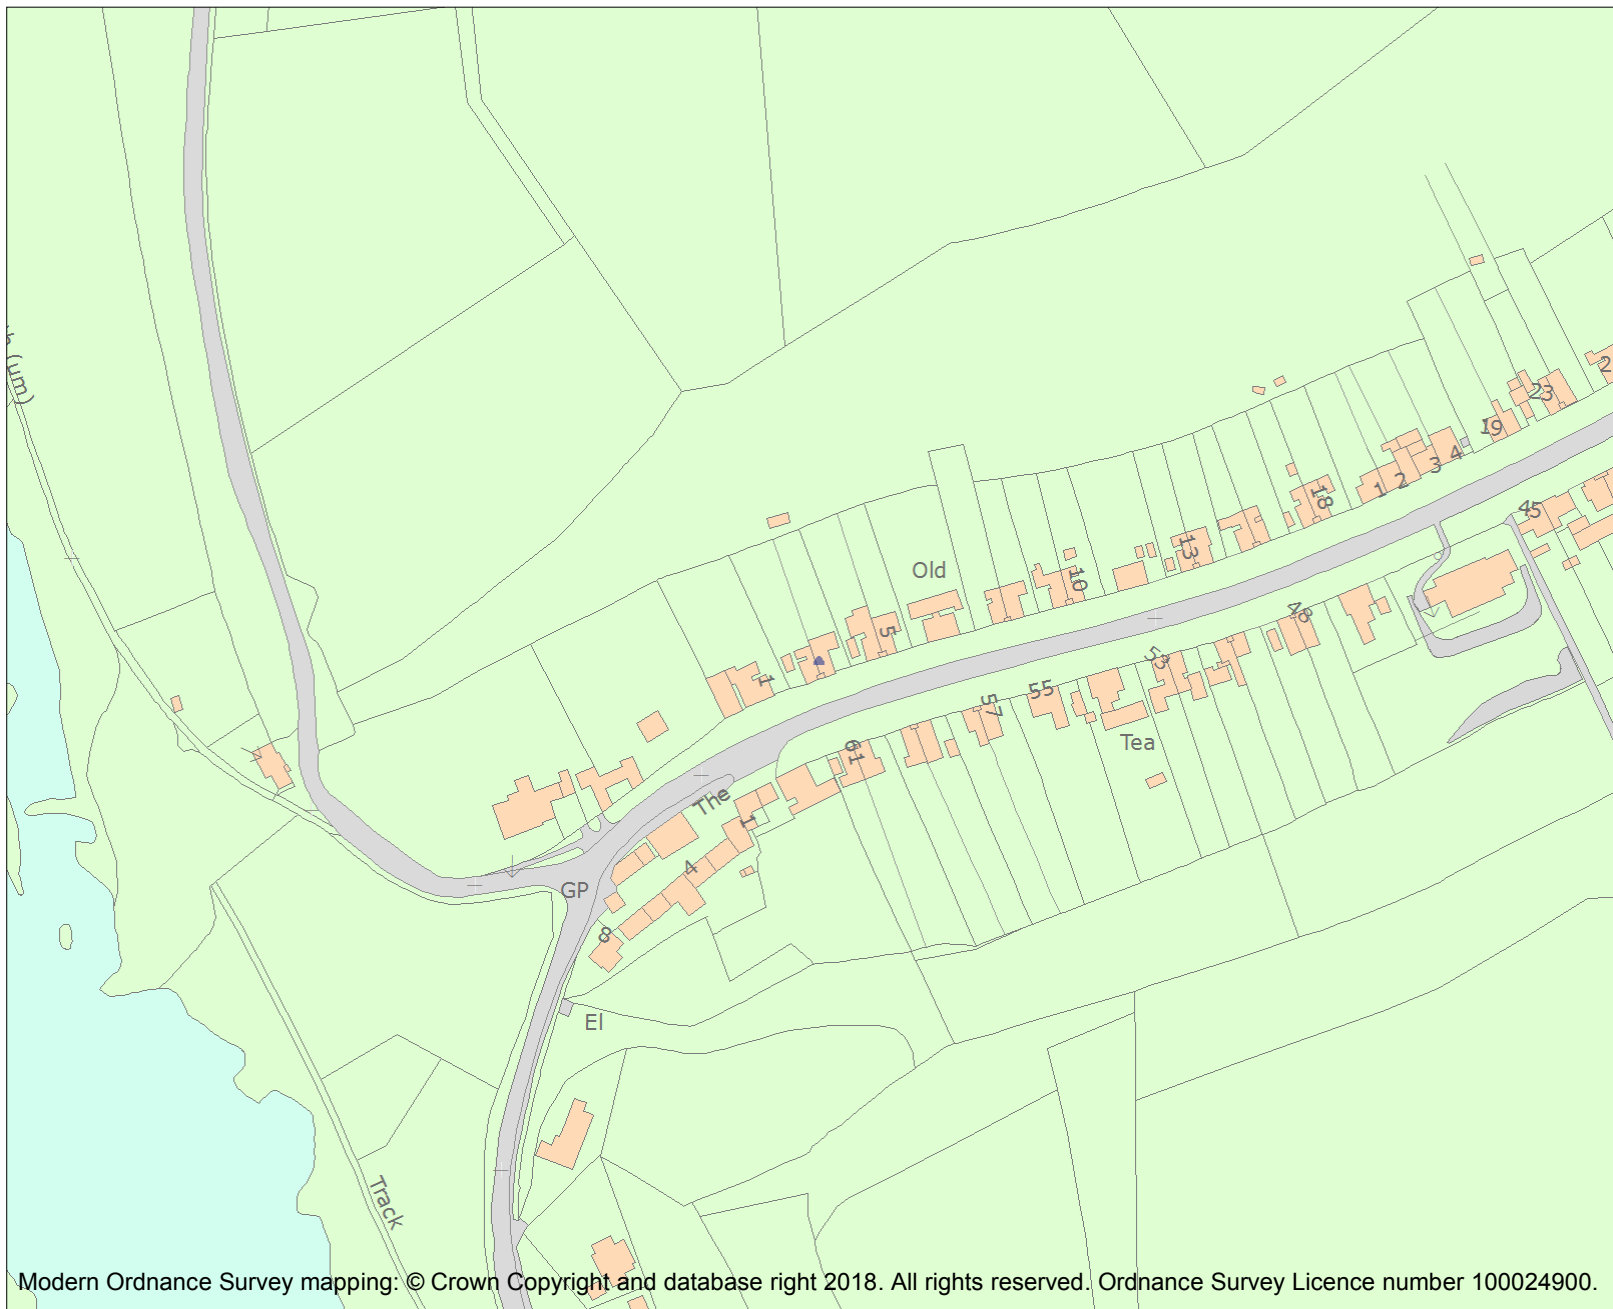 (um)
23
19
4
3
2
1
18
45
13
10
Old
5
48
1
53
55
57
Tea
61
The
1
4
GP
8
El
Track
Modern Ordnance Survey mapping: © Crown Copyright and database right 2018. All rights reserved. Ordnance Survey Licence number 100024900.